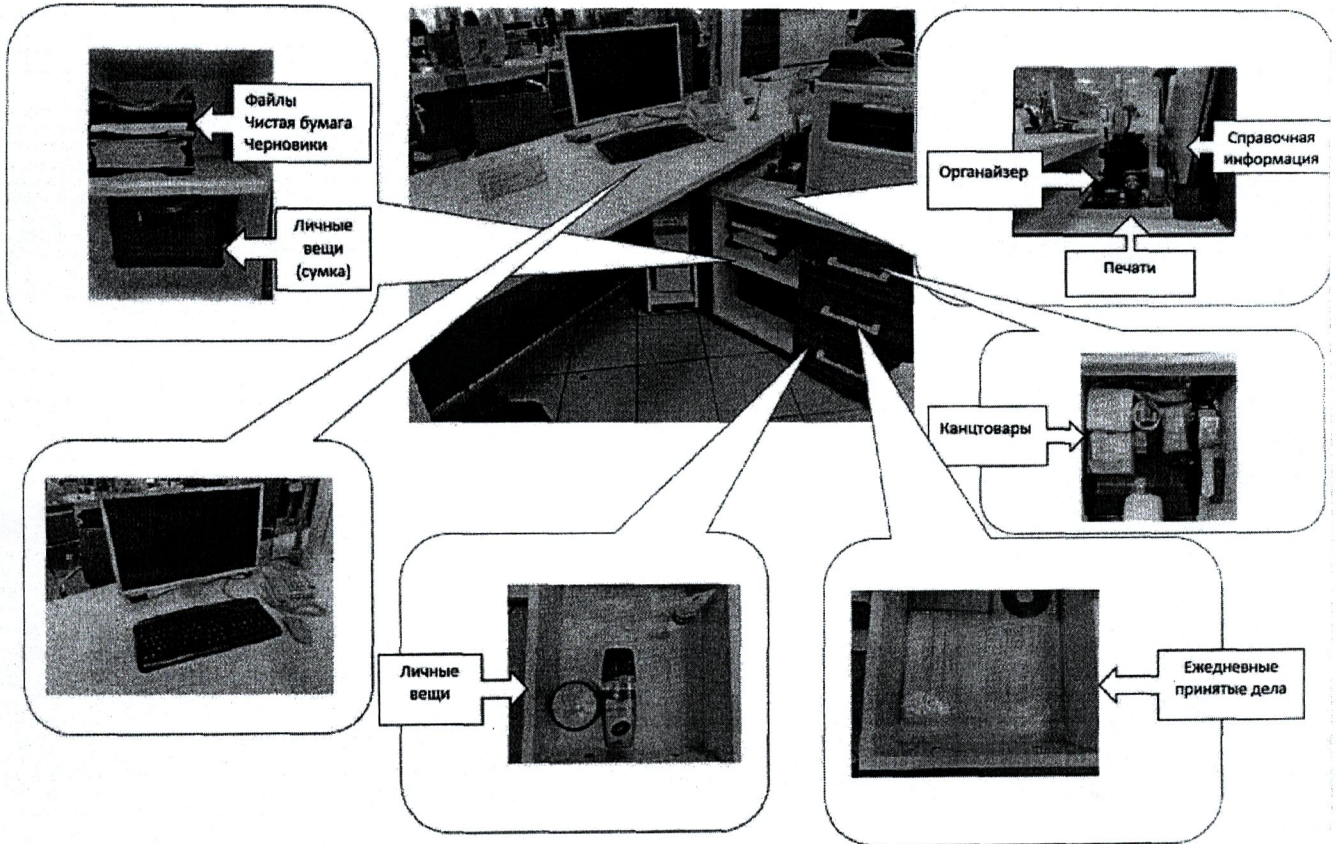 Файлы
Чистая бумага
Черновики
Личные
вещи
(сумка)
Органайзер
Справочная
информация
Печати
Канцтовары
Личные
вещи
Ежедневные
принятые дела